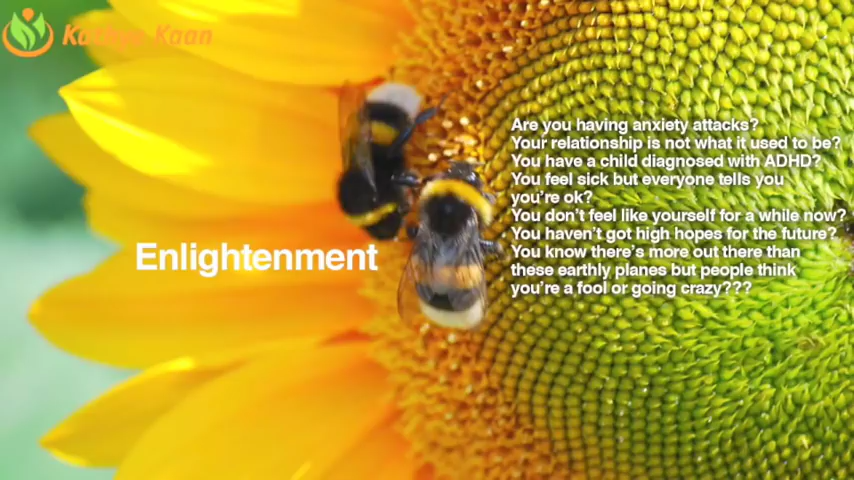 Enlightenment
Are you having anxiety attacks?
Your relationship is not what it used to be?
You have a child diagnosed with ADHD?
You feel sick but everyone tells you
you're ok?
You don't feel like yourself for a while now?
You haven't got high hopes for the future?
You know there's more out there than
these earthly planes but people think
you're a fool or going crazy???